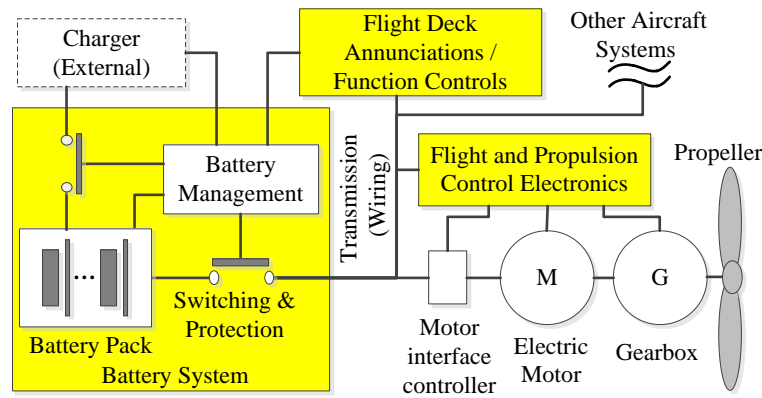 Charger
(External)
Flight Deck
Annunciations /
Function Controls
Other Aircraft
Systems
Battery
Management
Transmission
(Wiring)
Flight and Propulsion
Control Electronics
Propeller
Switching &
Protection
Battery Pack
Battery System
Motor
interface
controller
M
Electric
Motor
G
Gearbox